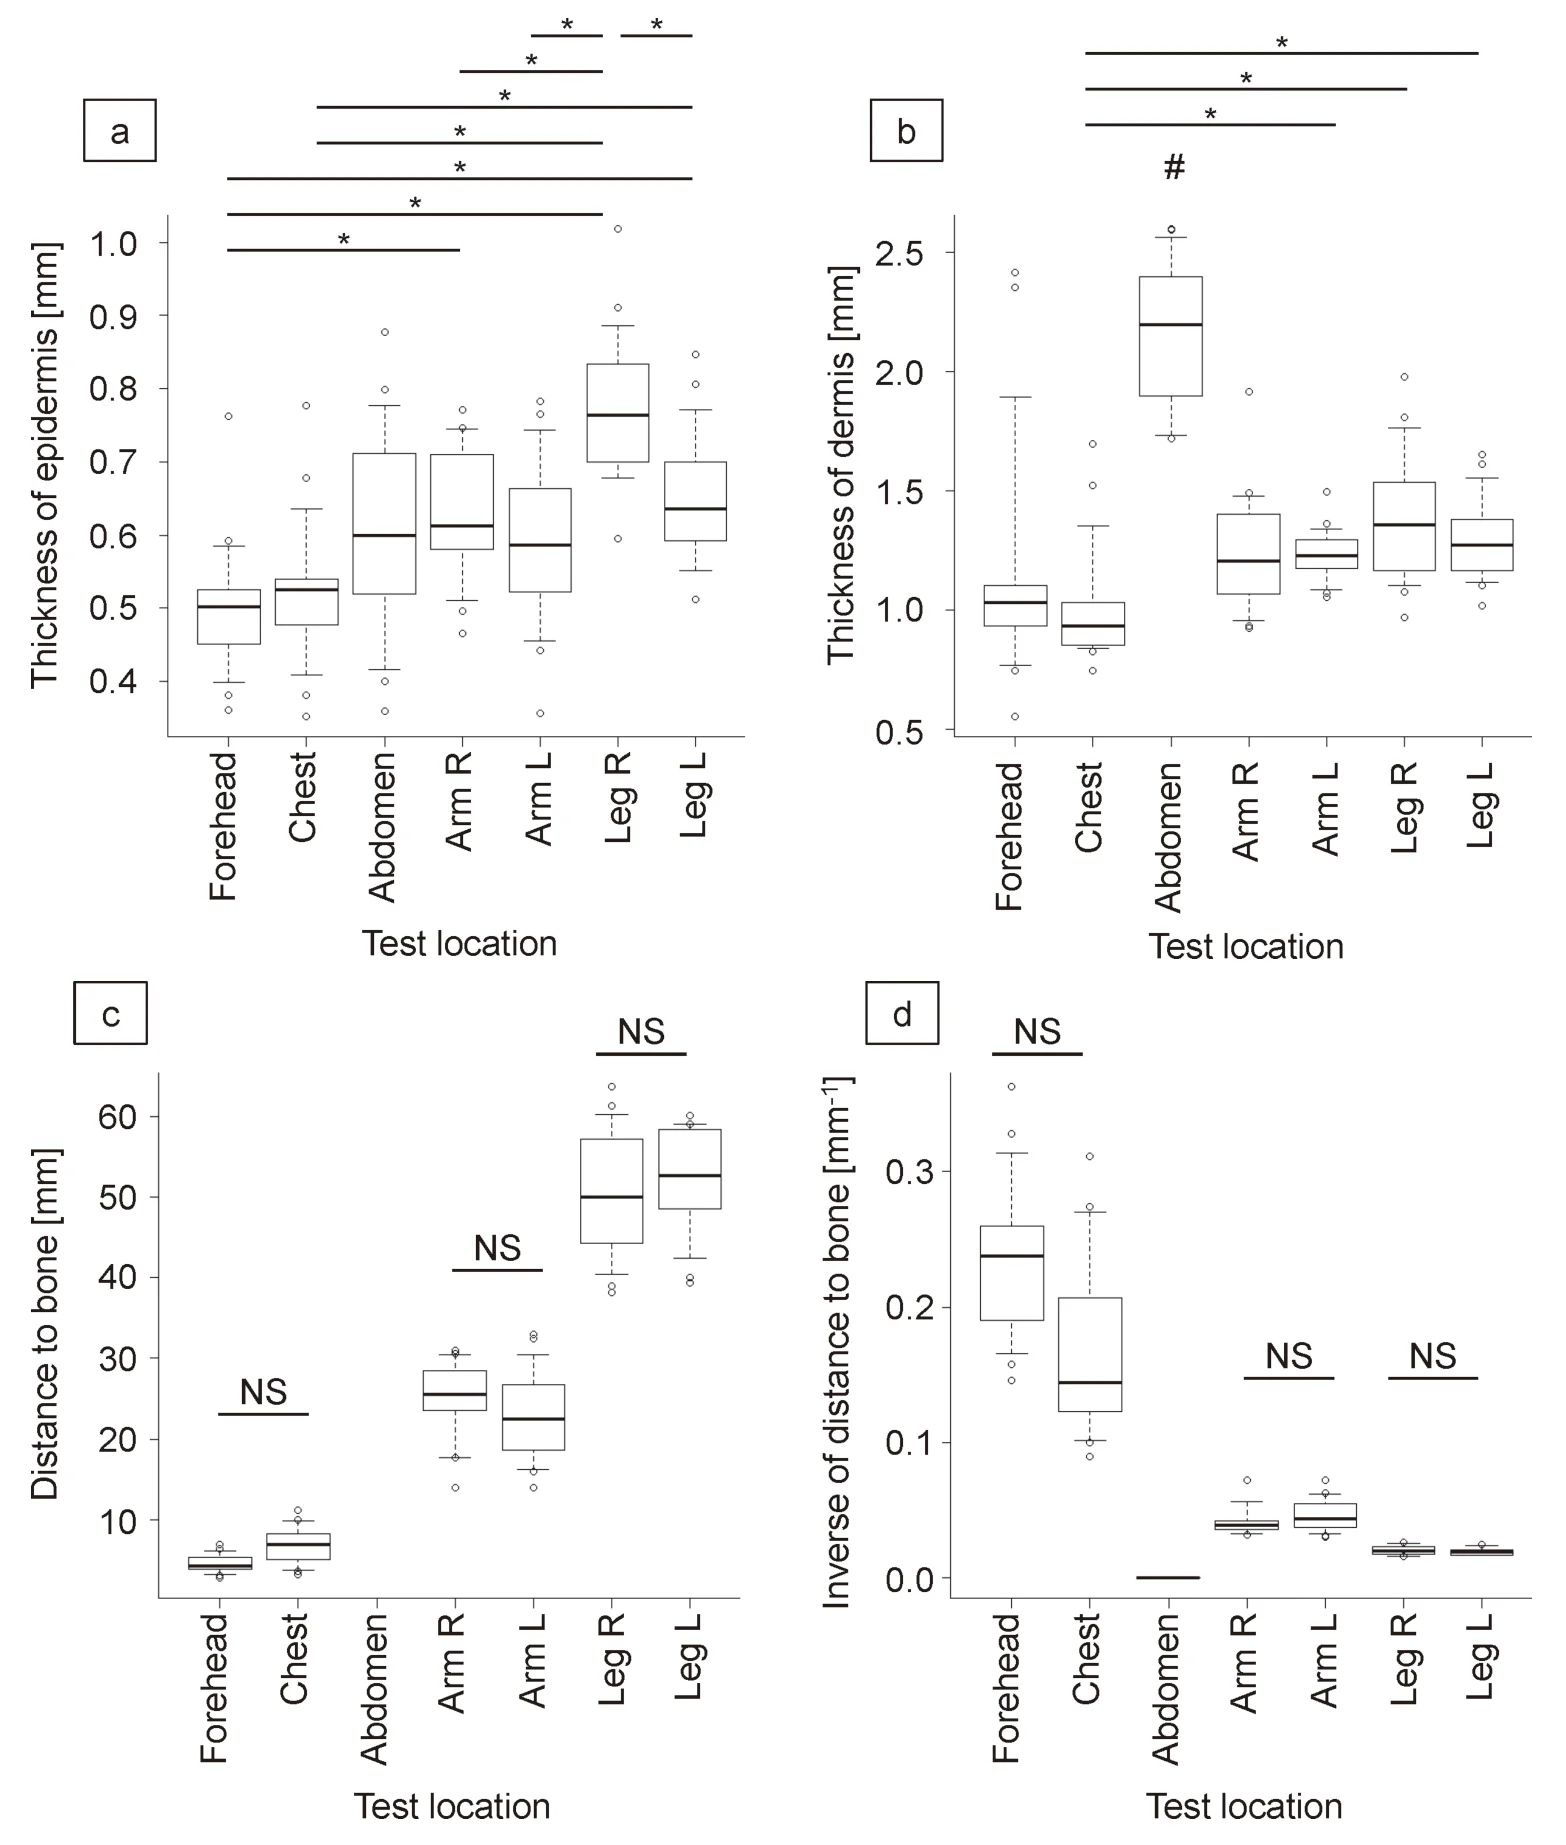 * *
*
*
*
*
*
*
a
Thickness of epidermis [mm]
1.0
0.9
0.8
0.7
0.6
0.5
0.4
Forehead
Chest
Abdomen
Arm R
Arm L
Leg R
Leg L
Test location
*
*
*
b
#
Thickness of dermis [mm]
2.5
2.0
1.5
1.0
0.5
Forehead
Chest
Abdomen
Arm R
Arm L
Leg R
Leg L
Test location
c
NS
NS
NS
Distance to bone [mm]
60
50
40
30
20
10
Forehead
Chest
Abdomen
Arm R
Arm L
Leg R
Leg L
Test location
d
NS
NS NS
Inverse of distance to bone [mm⁻¹]
0.3
0.2
0.1
0.0
Forehead
Chest
Abdomen
Arm R
Arm L
Leg R
Leg L
Test location